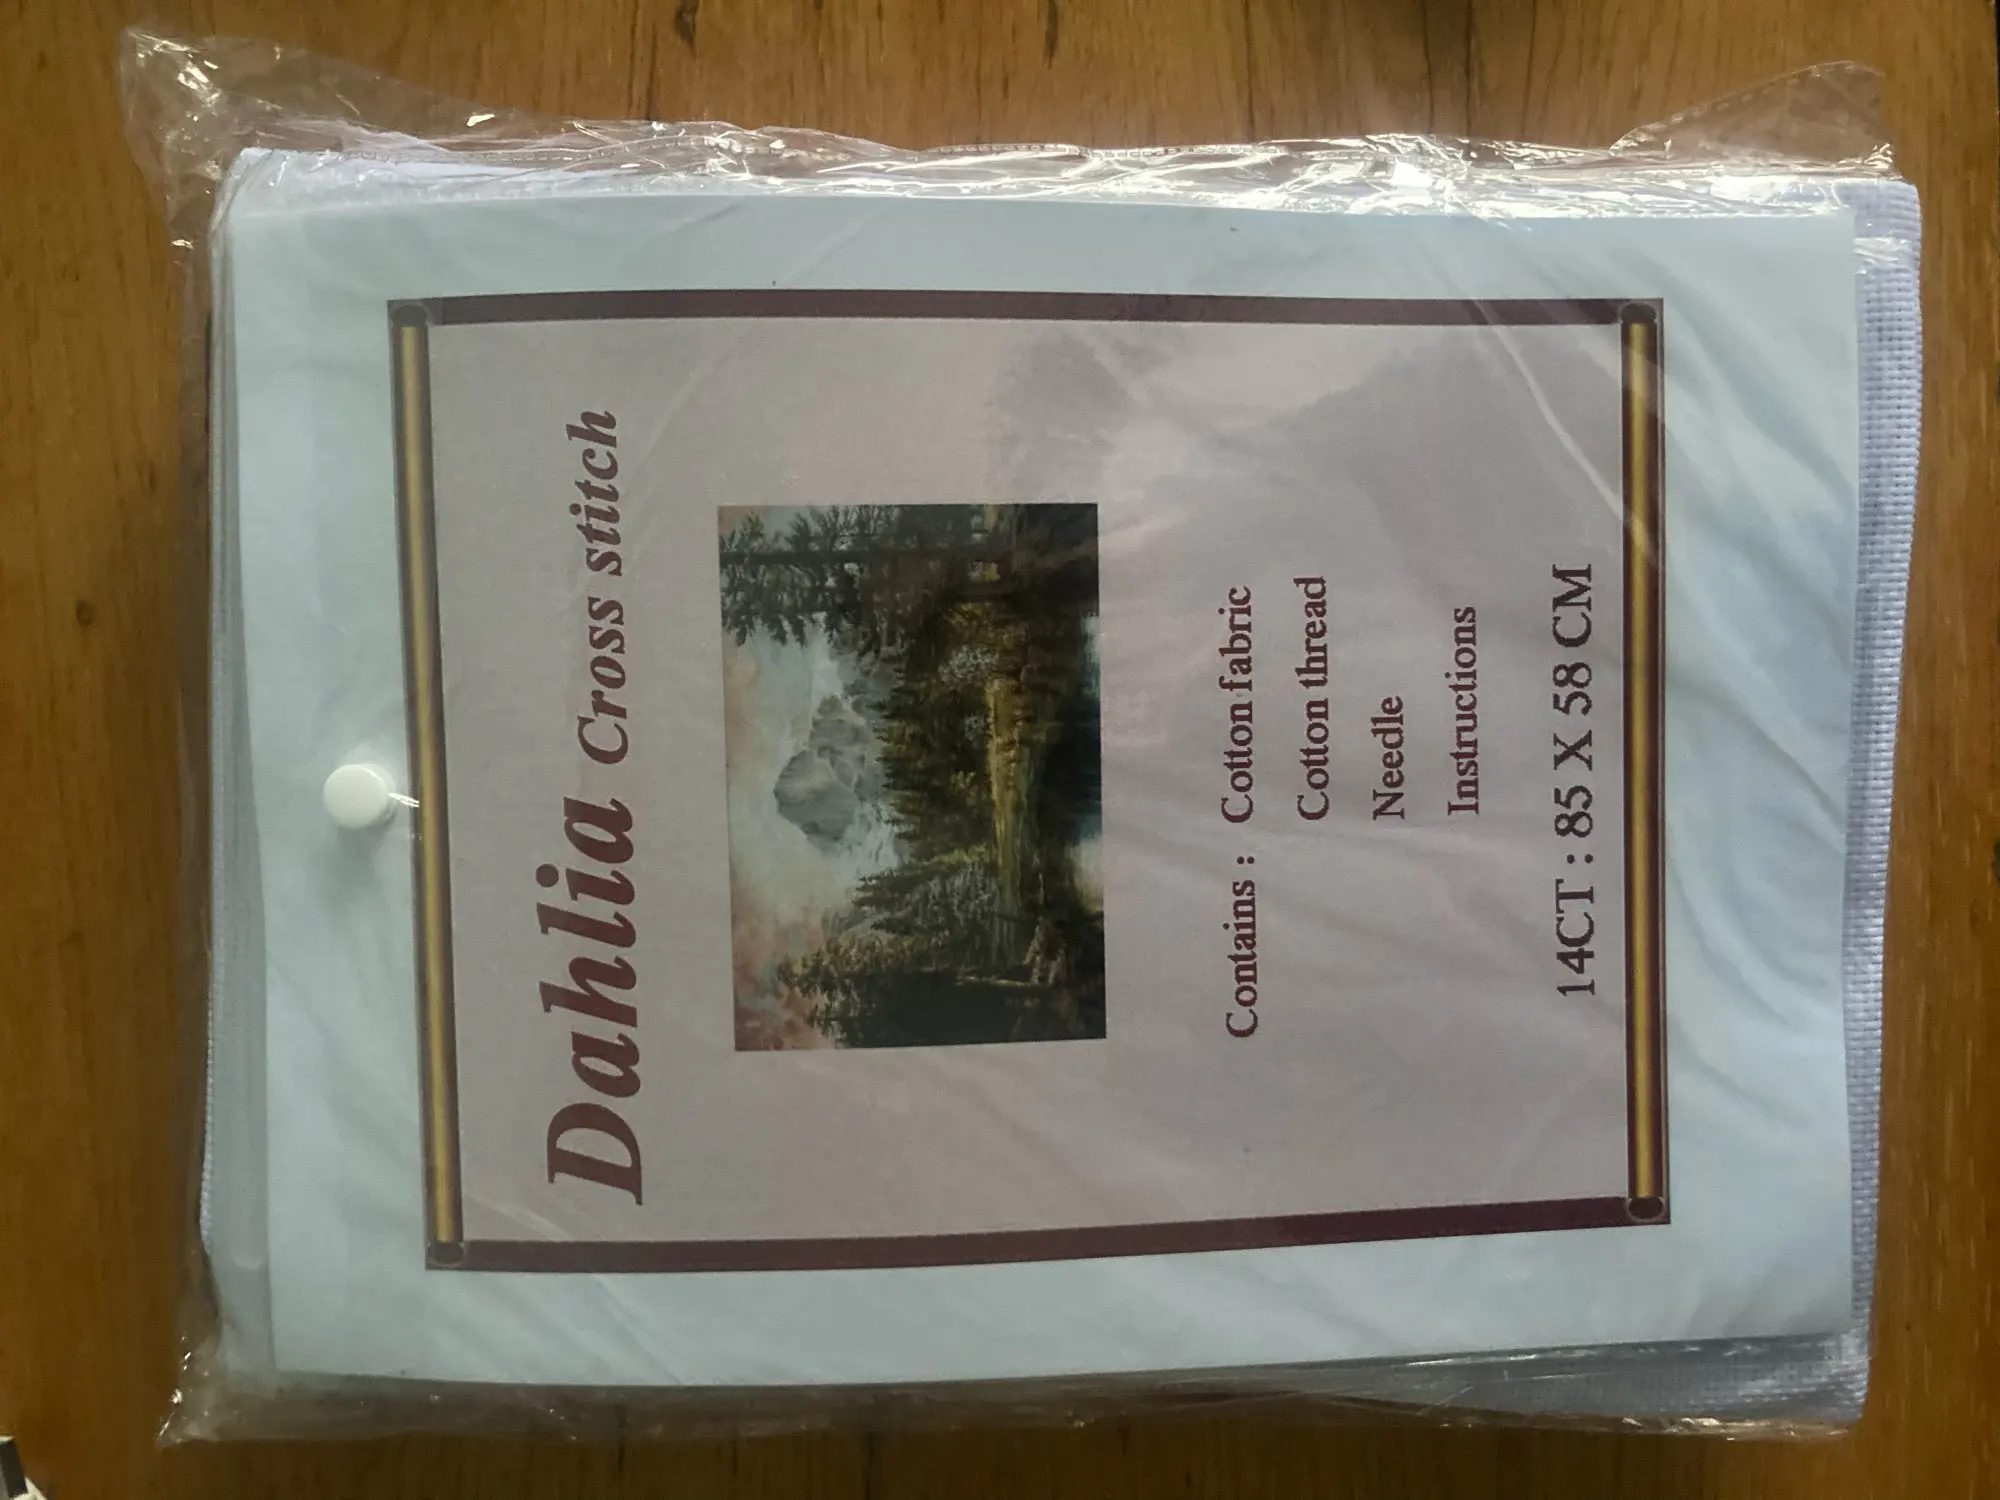 Dahlia Cross stitch
Contains : Cotton fabric
Cotton thread
Needle
Instructions
14CT : 85 X 58 CM